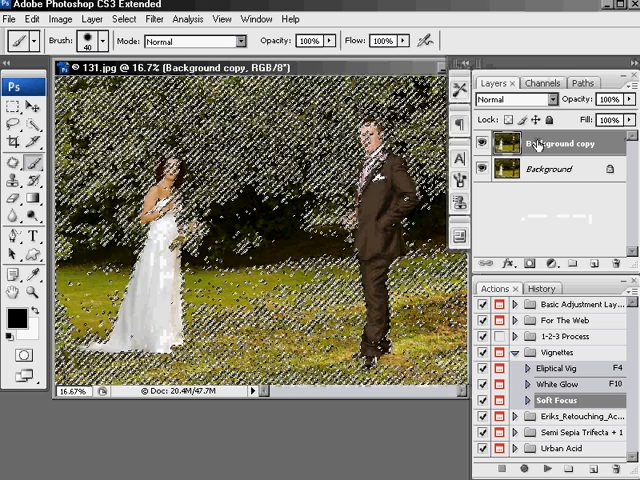 Adobe Photoshop CS3 Extended
File Edit Image Layer Select Filter Analysis View Window Help
Brush: 40 Mode: Normal Opacity: 100% Flow: 100%
Ps
131.jpg @ 16.7% (Background copy, RGB/8*)
Layers × Channels Paths
Normal Opacity: 100%
Lock: Fill: 100%
Background copy
Background
Actions × History
Basic Adjustment Lay...
For The Web
1-2-3 Process
Vignettes
Eliptical Vig F4
White Glow F10
Soft Focus
Eriks_Retouching_Ac...
Semi Sepia Trifecta + 1
Urban Acid
16.67% Doc: 20.4M/47.7M